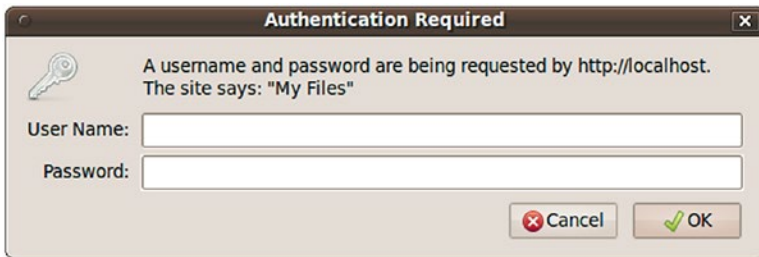 Authentication Required
A username and password are being requested by http://localhost.
The site says: "My Files"
User Name:
Password:
Cancel OK